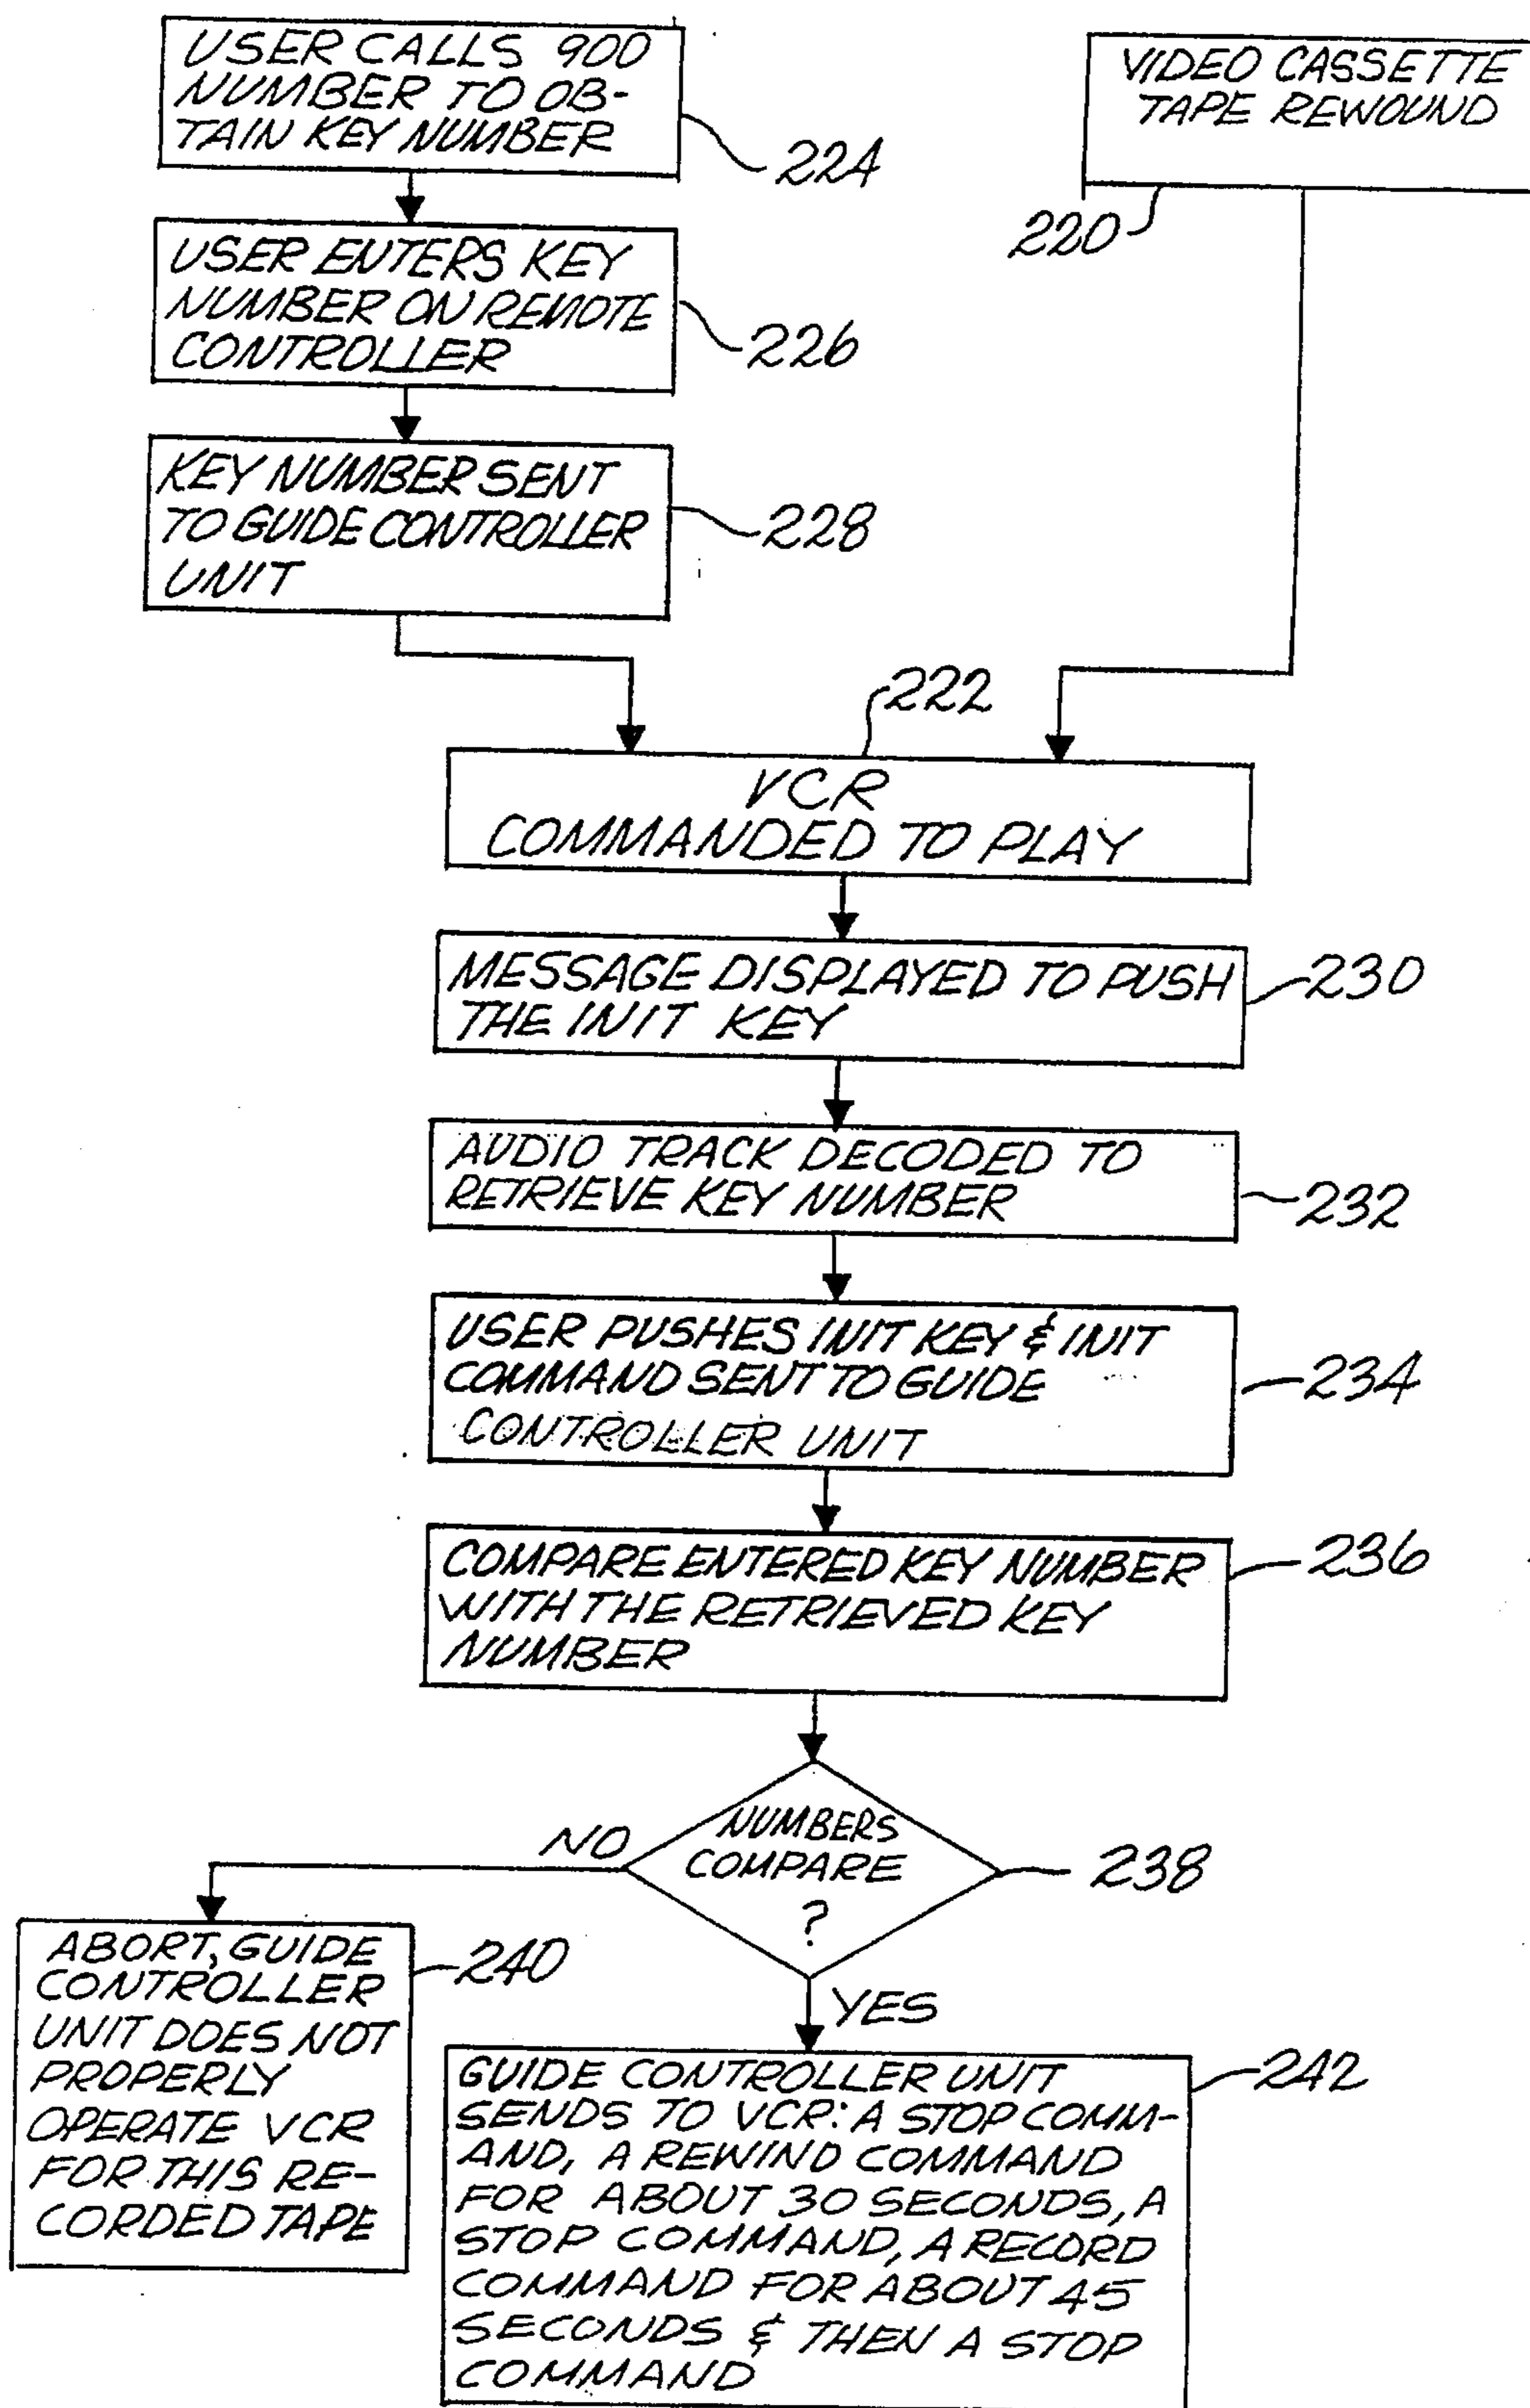 USER CALLS 900
NUMBER TO OB-
TAIN KEY NUMBER
224
VIDEO CASSETTE
TAPE REWOUND
220
USER ENTERS KEY
NUMBER ON REMOTE
CONTROLLER
226
KEY NUMBER SENT
TO GUIDE CONTROLLER
UNIT
228
222
VCR
COMMANDED TO PLAY
MESSAGE DISPLAYED TO PUSH
THE INIT KEY
230
AUDIO TRACK DECODED TO
RETRIEVE KEY NUMBER
232
USER PUSHES INIT KEY & INIT
COMMAND SENT TO GUIDE
CONTROLLER UNIT
234
COMPARE ENTERED KEY NUMBER
WITH THE RETRIEVED KEY
NUMBER
236
NUMBERS
COMPARE
?
238
NO
YES
ABORT, GUIDE
CONTROLLER
UNIT DOES NOT
PROPERLY
OPERATE VCR
FOR THIS RE-
CORDED TAPE
240
GUIDE CONTROLLER UNIT
SENDS TO VCR: A STOP COMM-
AND, A REWIND COMMAND
FOR ABOUT 30 SECONDS, A
STOP COMMAND, A RECORD
COMMAND FOR ABOUT 45
SECONDS & THEN A STOP
COMMAND
242